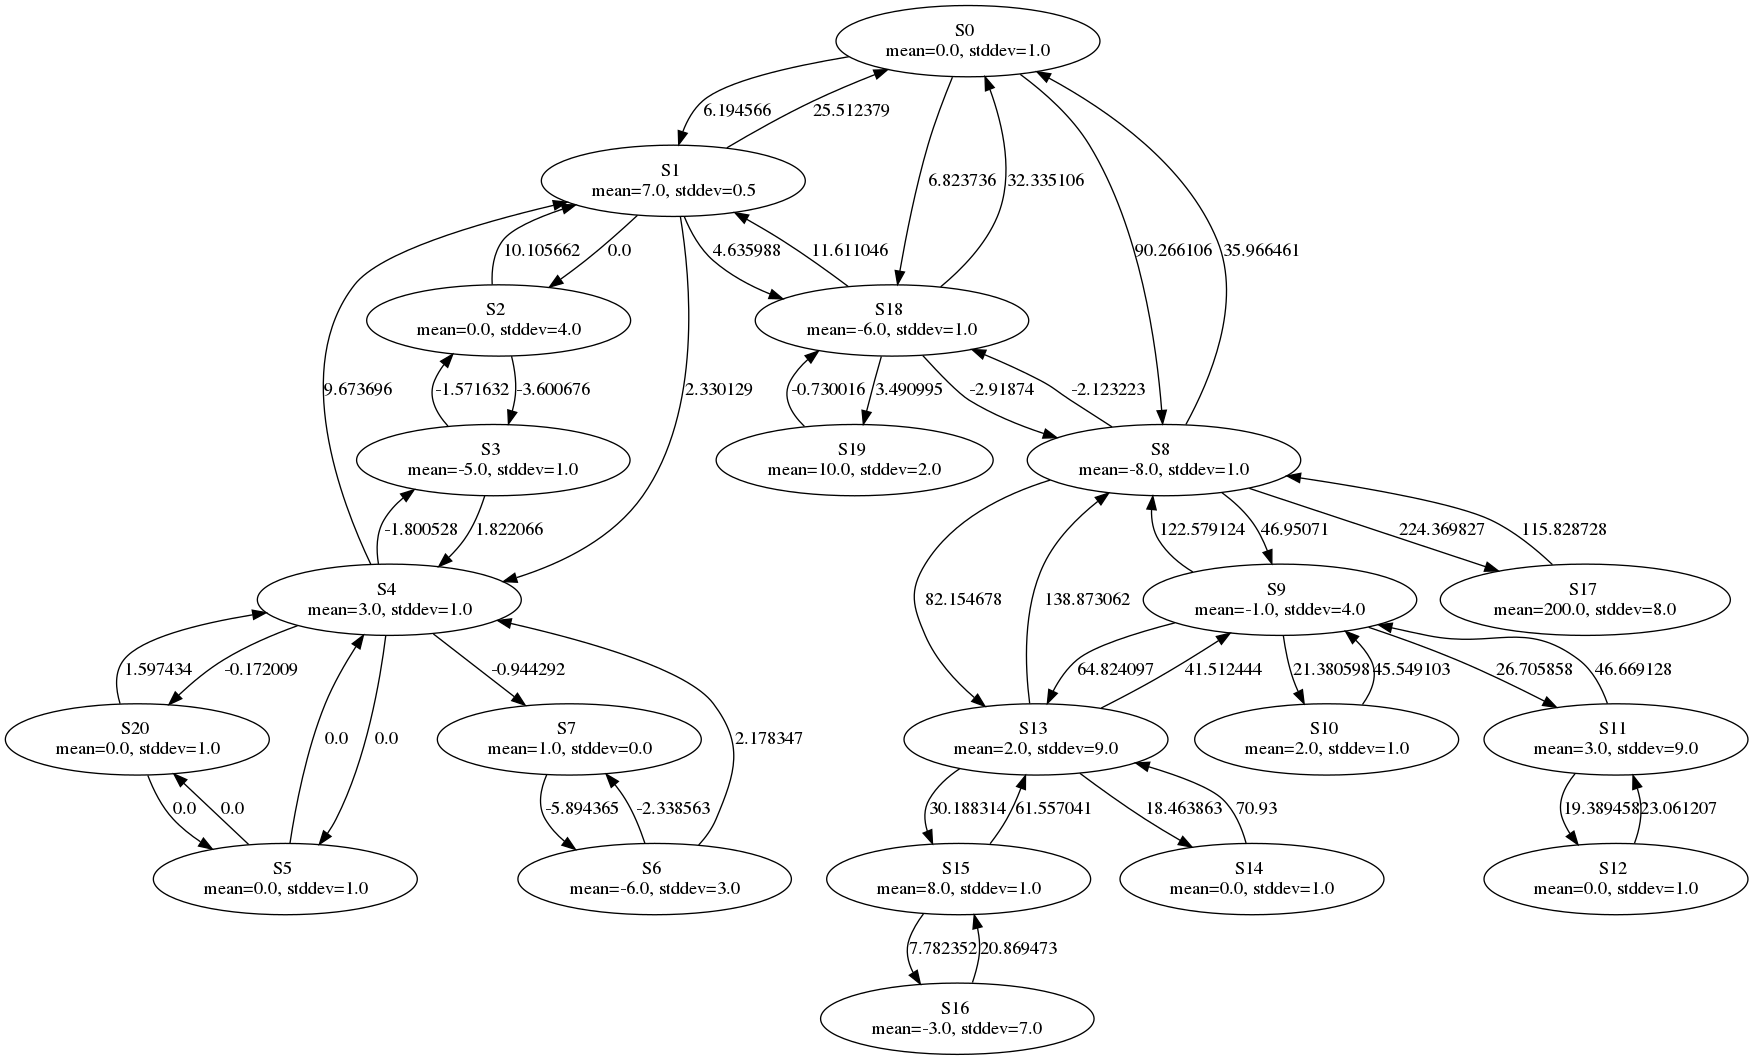 S0
mean=0.0, stddev=1.0
6.194566
25.512379
S1
mean=7.0, stddev=0.5
6.823736
32.335106
10.105662
0.0
4.635988
11.611046
90.266106
35.966461
S2
mean=0.0, stddev=4.0
S18
mean=-6.0, stddev=1.0
9.673696
-1.571632
-3.600676
2.330129
-0.730016
3.490995
-2.91874
-2.123223
S3
mean=-5.0, stddev=1.0
S19
mean=10.0, stddev=2.0
S8
mean=-8.0, stddev=1.0
-1.800528
1.822066
122.579124
46.95071
224.369827
115.828728
S4
mean=3.0, stddev=1.0
82.154678
138.873062
S9
mean=-1.0, stddev=4.0
S17
mean=200.0, stddev=8.0
1.597434
-0.172009
-0.944292
64.824097
41.512444
21.380598
45.549103
26.705858
46.669128
S20
mean=0.0, stddev=1.0
0.0
0.0
S7
mean=1.0, stddev=0.0
2.178347
S13
mean=2.0, stddev=9.0
S10
mean=2.0, stddev=1.0
S11
mean=3.0, stddev=9.0
0.0
0.0
-5.894365
-2.338563
30.188314
61.557041
18.463863
70.93
19.389458
23.061207
S5
mean=0.0, stddev=1.0
S6
mean=-6.0, stddev=3.0
S15
mean=8.0, stddev=1.0
S14
mean=0.0, stddev=1.0
S12
mean=0.0, stddev=1.0
7.782352
20.869473
S16
mean=-3.0, stddev=7.0